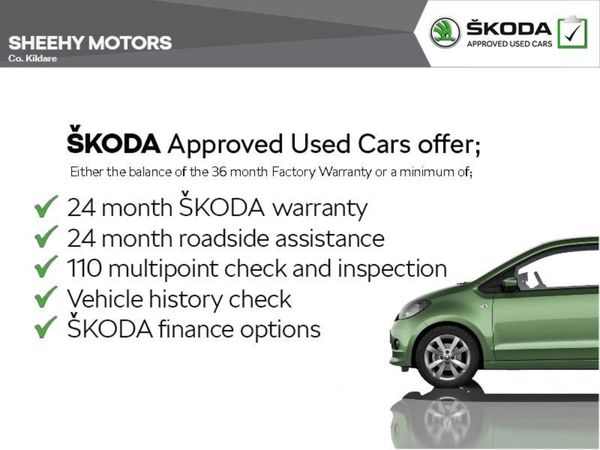 SHEEHY MOTORS
Co. Kildare
ŠKODA
APPROVED USED CARS
ŠKODA Approved Used Cars offer;
Either the balance of the 36 month Factory Warranty or a minimum of;
24 month ŠKODA warranty
24 month roadside assistance
110 multipoint check and inspection
Vehicle history check
ŠKODA finance options